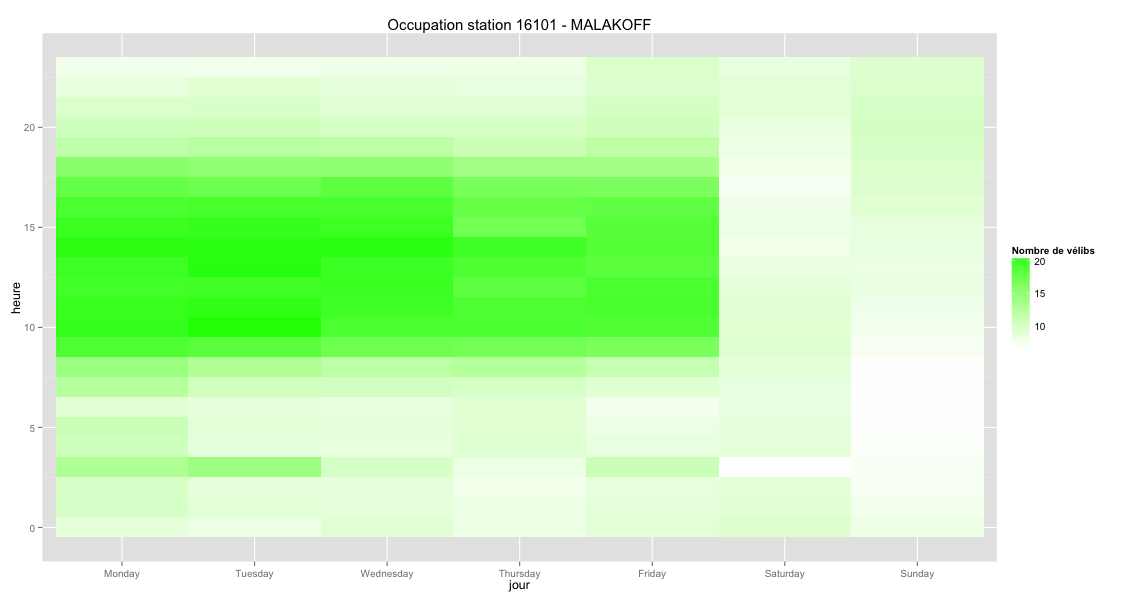 Occupation station 16101 - MALAKOFF
heure
20
15
10
5
0
Monday Tuesday Wednesday Thursday Friday Saturday Sunday
jour
Nombre de vélibs
20
15
10